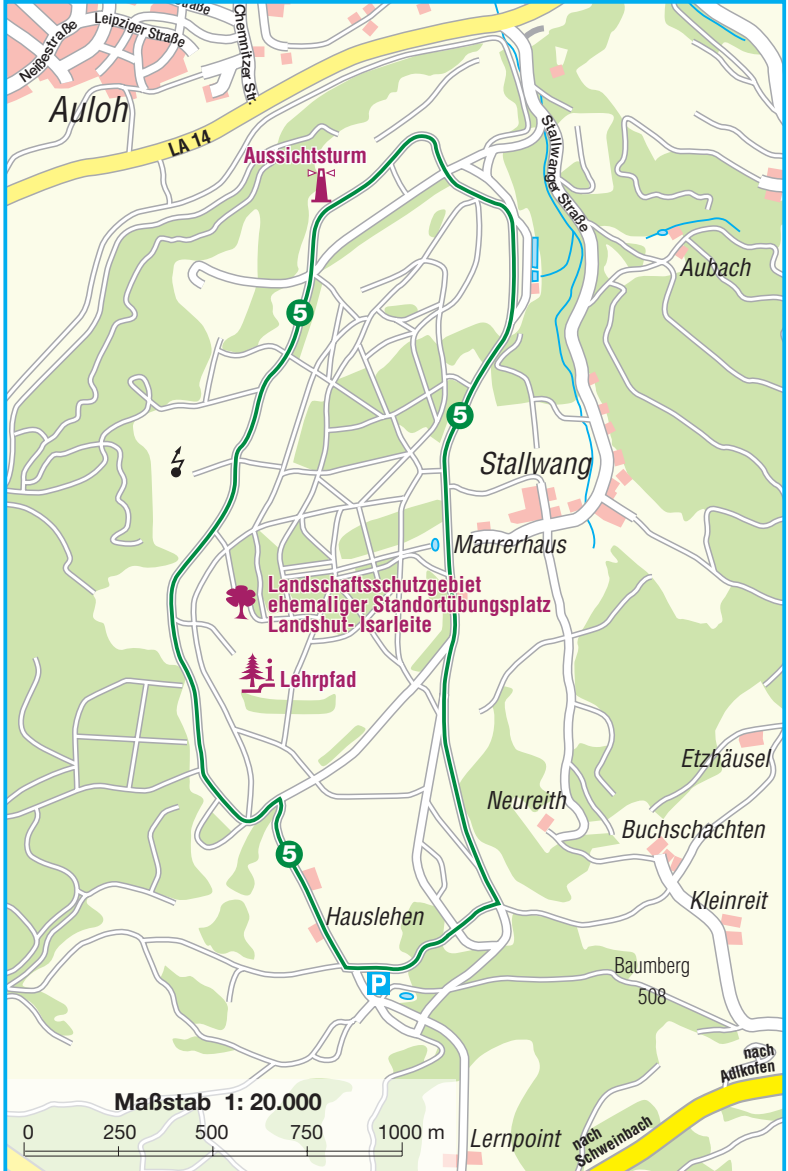 straße
Leipziger Straße
Neißestraße
Chemnitzer Str.
Auloh
LA 14
Aussichtsturm
Stallwanger Straße
Aubach
5
5
Stallwang
Maurerhaus
Landschaftsschutzgebiet
ehemaliger Standortübungsplatz
Landshut- Isarleite
i
Lehrpfad
Etzhäusel
Neureith
Buchschachten
5
Kleinreit
Hauslehen
Baumberg
508
P
nach
Adlkofen
Maßstab 1: 20.000
0 250 500 750 1000 m
Lernpoint
nach
Schweinbach